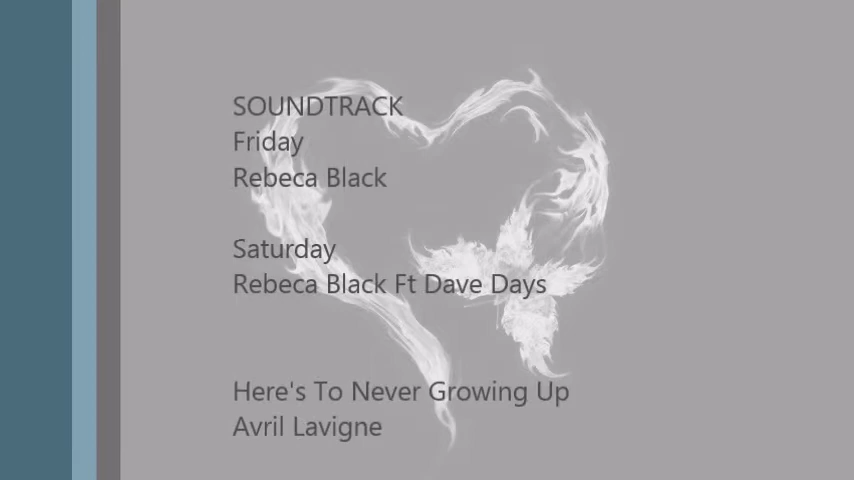 SOUNDTRACK
Friday
Rebeca Black
Saturday
Rebeca Black Ft Dave Days
Here's To Never Growing Up
Avril Lavigne